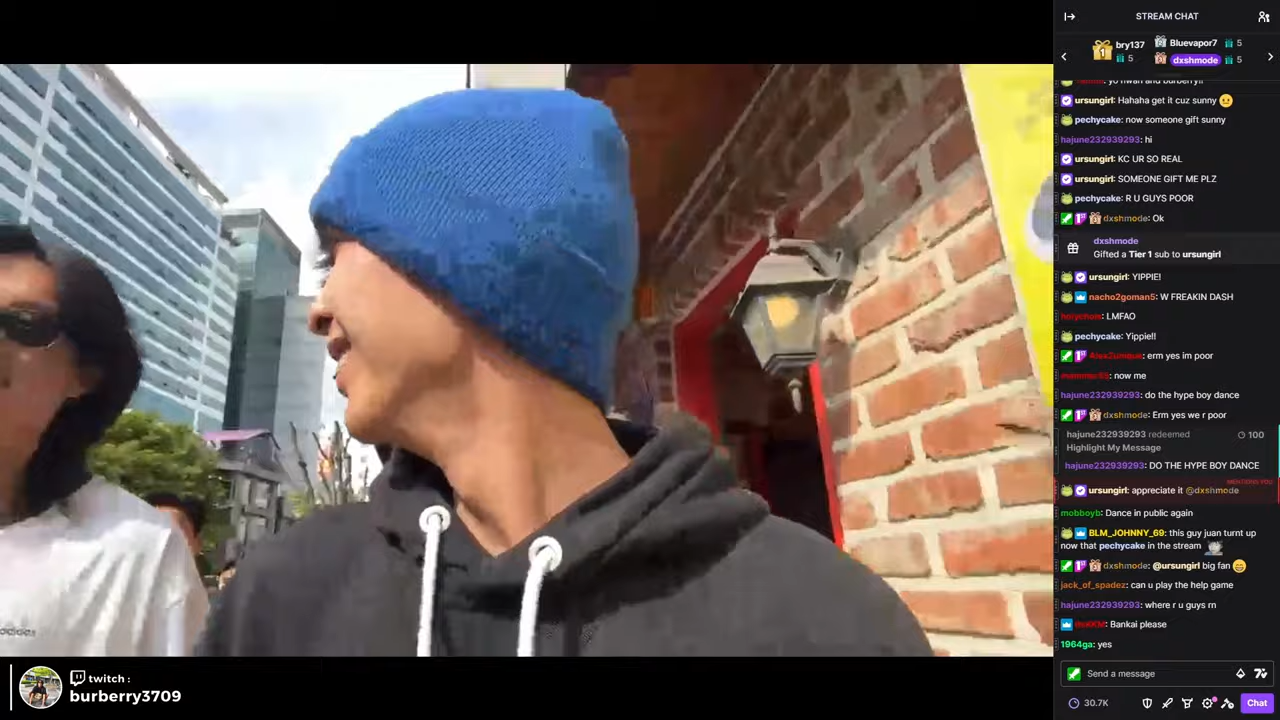 STREAM CHAT
bry137
5
Bluevapor7 5
dxshmode 5
ursungirl: Hahaha get it cuz sunny
pechycake: now someone gift sunny
hajune232939293: hi
ursungirl: KC UR SO REAL
ursungirl: SOMEONE GIFT ME PLZ
pechycake: R U GUYS POOR
dxshmode: Ok
dxshmode
Gifted a Tier 1 sub to ursungirl
ursungirl: YIPPIE!
nacho2goman5: W FREAKIN DASH
: LMFAO
pechycake: Yippie!!
: erm yes im poor
: now me
hajune232939293: do the hype boy dance
dxshmode: Erm yes we r poor
hajune232939293 redeemed 100
Highlight My Message
hajune232939293: DO THE HYPE BOY DANCE
MENTIONS YOU
ursungirl: appreciate it @dxshmode
mobboyb: Dance in public again
BLM_JOHNNY_69: this guy juan turnt up
now that pechycake in the stream
dxshmode: @ursungirl big fan
jack_of_spadez: can u play the help game
hajune232939293: where r u guys rn
: Bankai please
1964ga: yes
Send a message
30.7K
Chat
twitch :
burberry3709
adidas